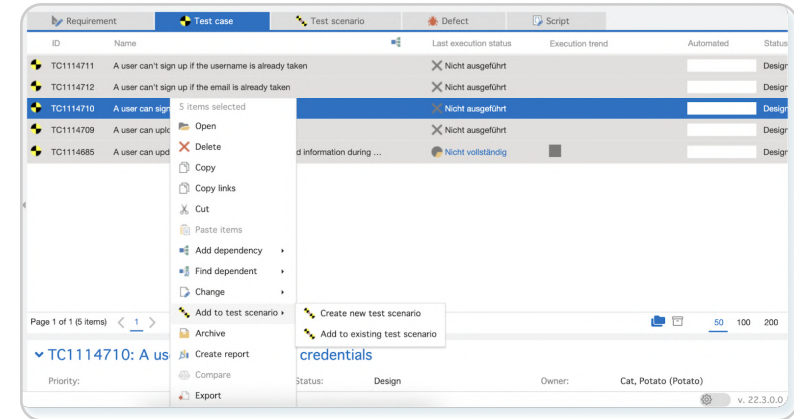 Requirement Test case Test scenario Defect Script
ID Name Last execution status Execution trend Automated Status
TC1114711 A user can't sign up if the username is already taken Nicht ausgeführt Design
TC1114712 A user can't sign up if the email is already taken Nicht ausgeführt Design
TC1114710 A user can sign Nicht ausgeführt Design
TC1114709 A user can uplo Nicht ausgeführt Design
TC1114685 A user can upd d information during ... Nicht vollständig Design
5 items selected
Open
Delete
Copy
Copy links
Cut
Paste items
Add dependency
Find dependent
Change
Add to test scenario
Archive
Create report
Compare
Export
Create new test scenario
Add to existing test scenario
Page 1 of 1 (5 items) 1 50 100 200
TC1114710: A us credentials
Priority: Status: Design Owner: Cat, Potato (Potato)
v. 22.3.0.0